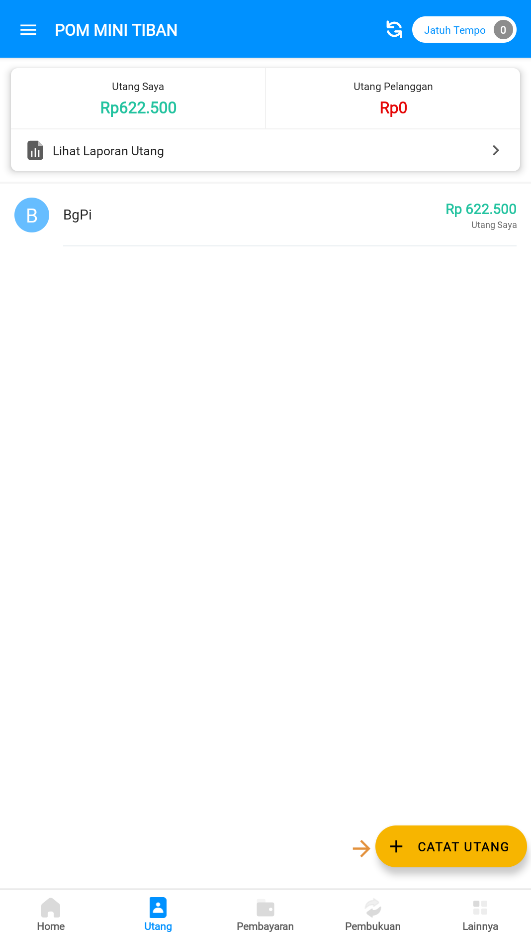 POM MINI TIBAN
Jatuh Tempo 0
Utang Saya
Rp622.500
Utang Pelanggan
Rp0
Lihat Laporan Utang
B
BgPi
Rp 622.500
Utang Saya
+ CATAT UTANG
Home
Utang
Pembayaran
Pembukuan
Lainnya